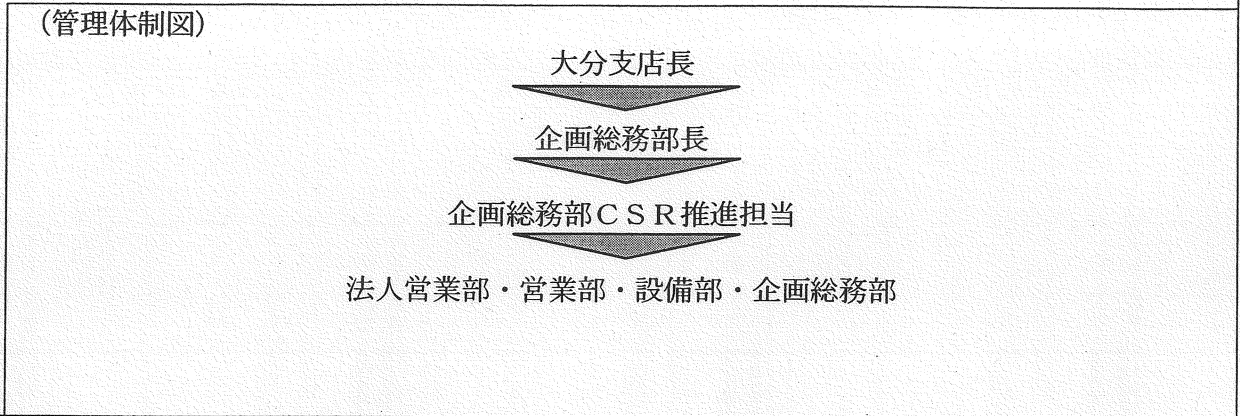 （管理体制図）
大分支店長
企画総務部長
企画総務部ＣＳＲ推進担当
法人営業部・営業部・設備部・企画総務部